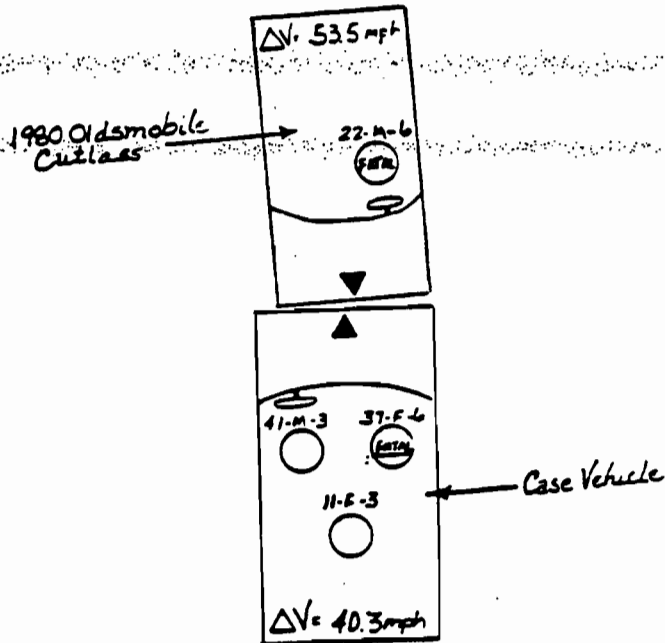 ΔV= 53.5 mph
1980 Oldsmobile
Cutlass
22-M-6
FATAL
41-M-3
37-F-6
FATAL
11-F-3
Case Vehicle
ΔV= 40.3mph